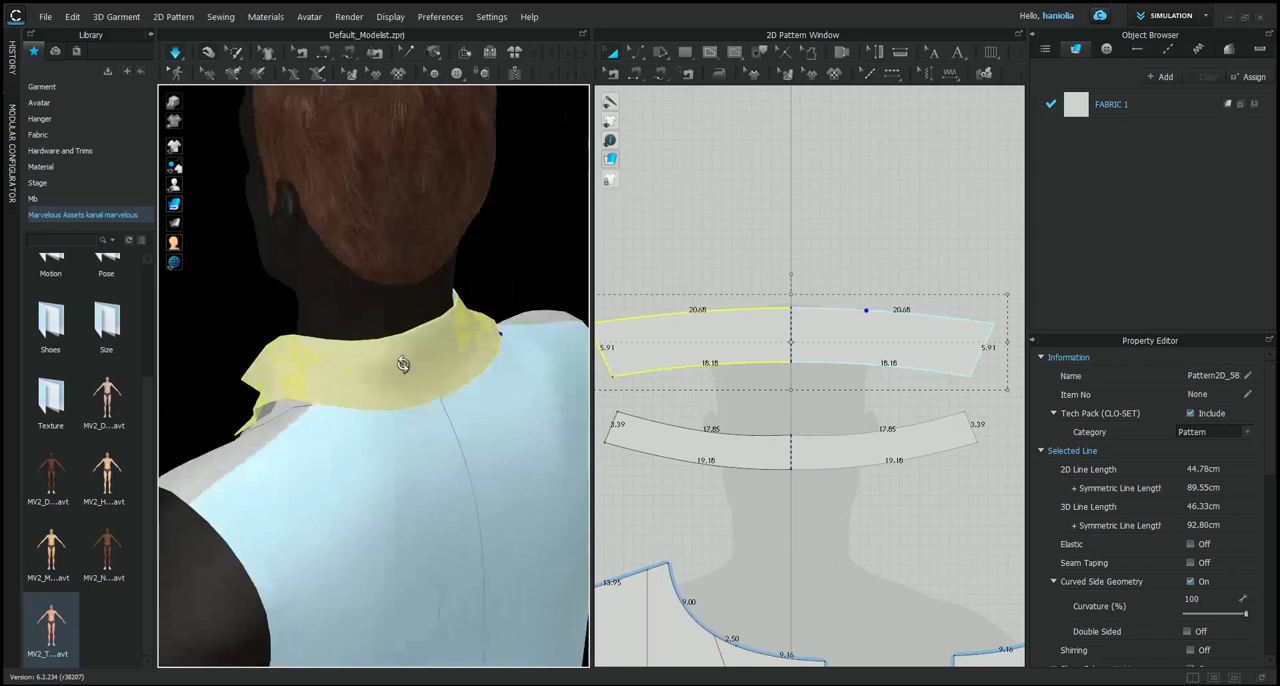 File Edit 3D Garment 2D Pattern Sewing Materials Avatar Render Display Preferences Settings Help
Hello, haniolia SIMULATION
Library
Default_Modelist.zprj
2D Pattern Window
Object Browser
HISTORY
MODULAR CONFIGURATOR
Garment
Avatar
Hanger
Fabric
Hardware and Trims
Material
Stage
Mb
Marvelous Assets kanal marvelous
Motion Pose
Shoes Size
Texture MV2_D...avt
MV2_D...avt MV2_H...avt
MV2_M...avt MV2_N...avt
MV2_T...avt
20.68 20.68
5.91 5.91
18.18 18.18
3.39 17.85 17.85 3.39
19.18 19.18
13.95
9.00
2.50
9.16 9.16
+ Add Copy Assign
FABRIC 1
Property Editor
Information
Name Pattern2D_58
Item No None
Tech Pack (CLO-SET) Include
Category Pattern
Selected Line
2D Line Length 44.78cm
+ Symmetric Line Length 89.55cm
3D Line Length 46.33cm
+ Symmetric Line Length 92.80cm
Elastic Off
Seam Taping Off
Curved Side Geometry On
Curvature (%) 100
Double Sided Off
Shirring Off
Version: 6.2.234 (r38207)
3D 2D